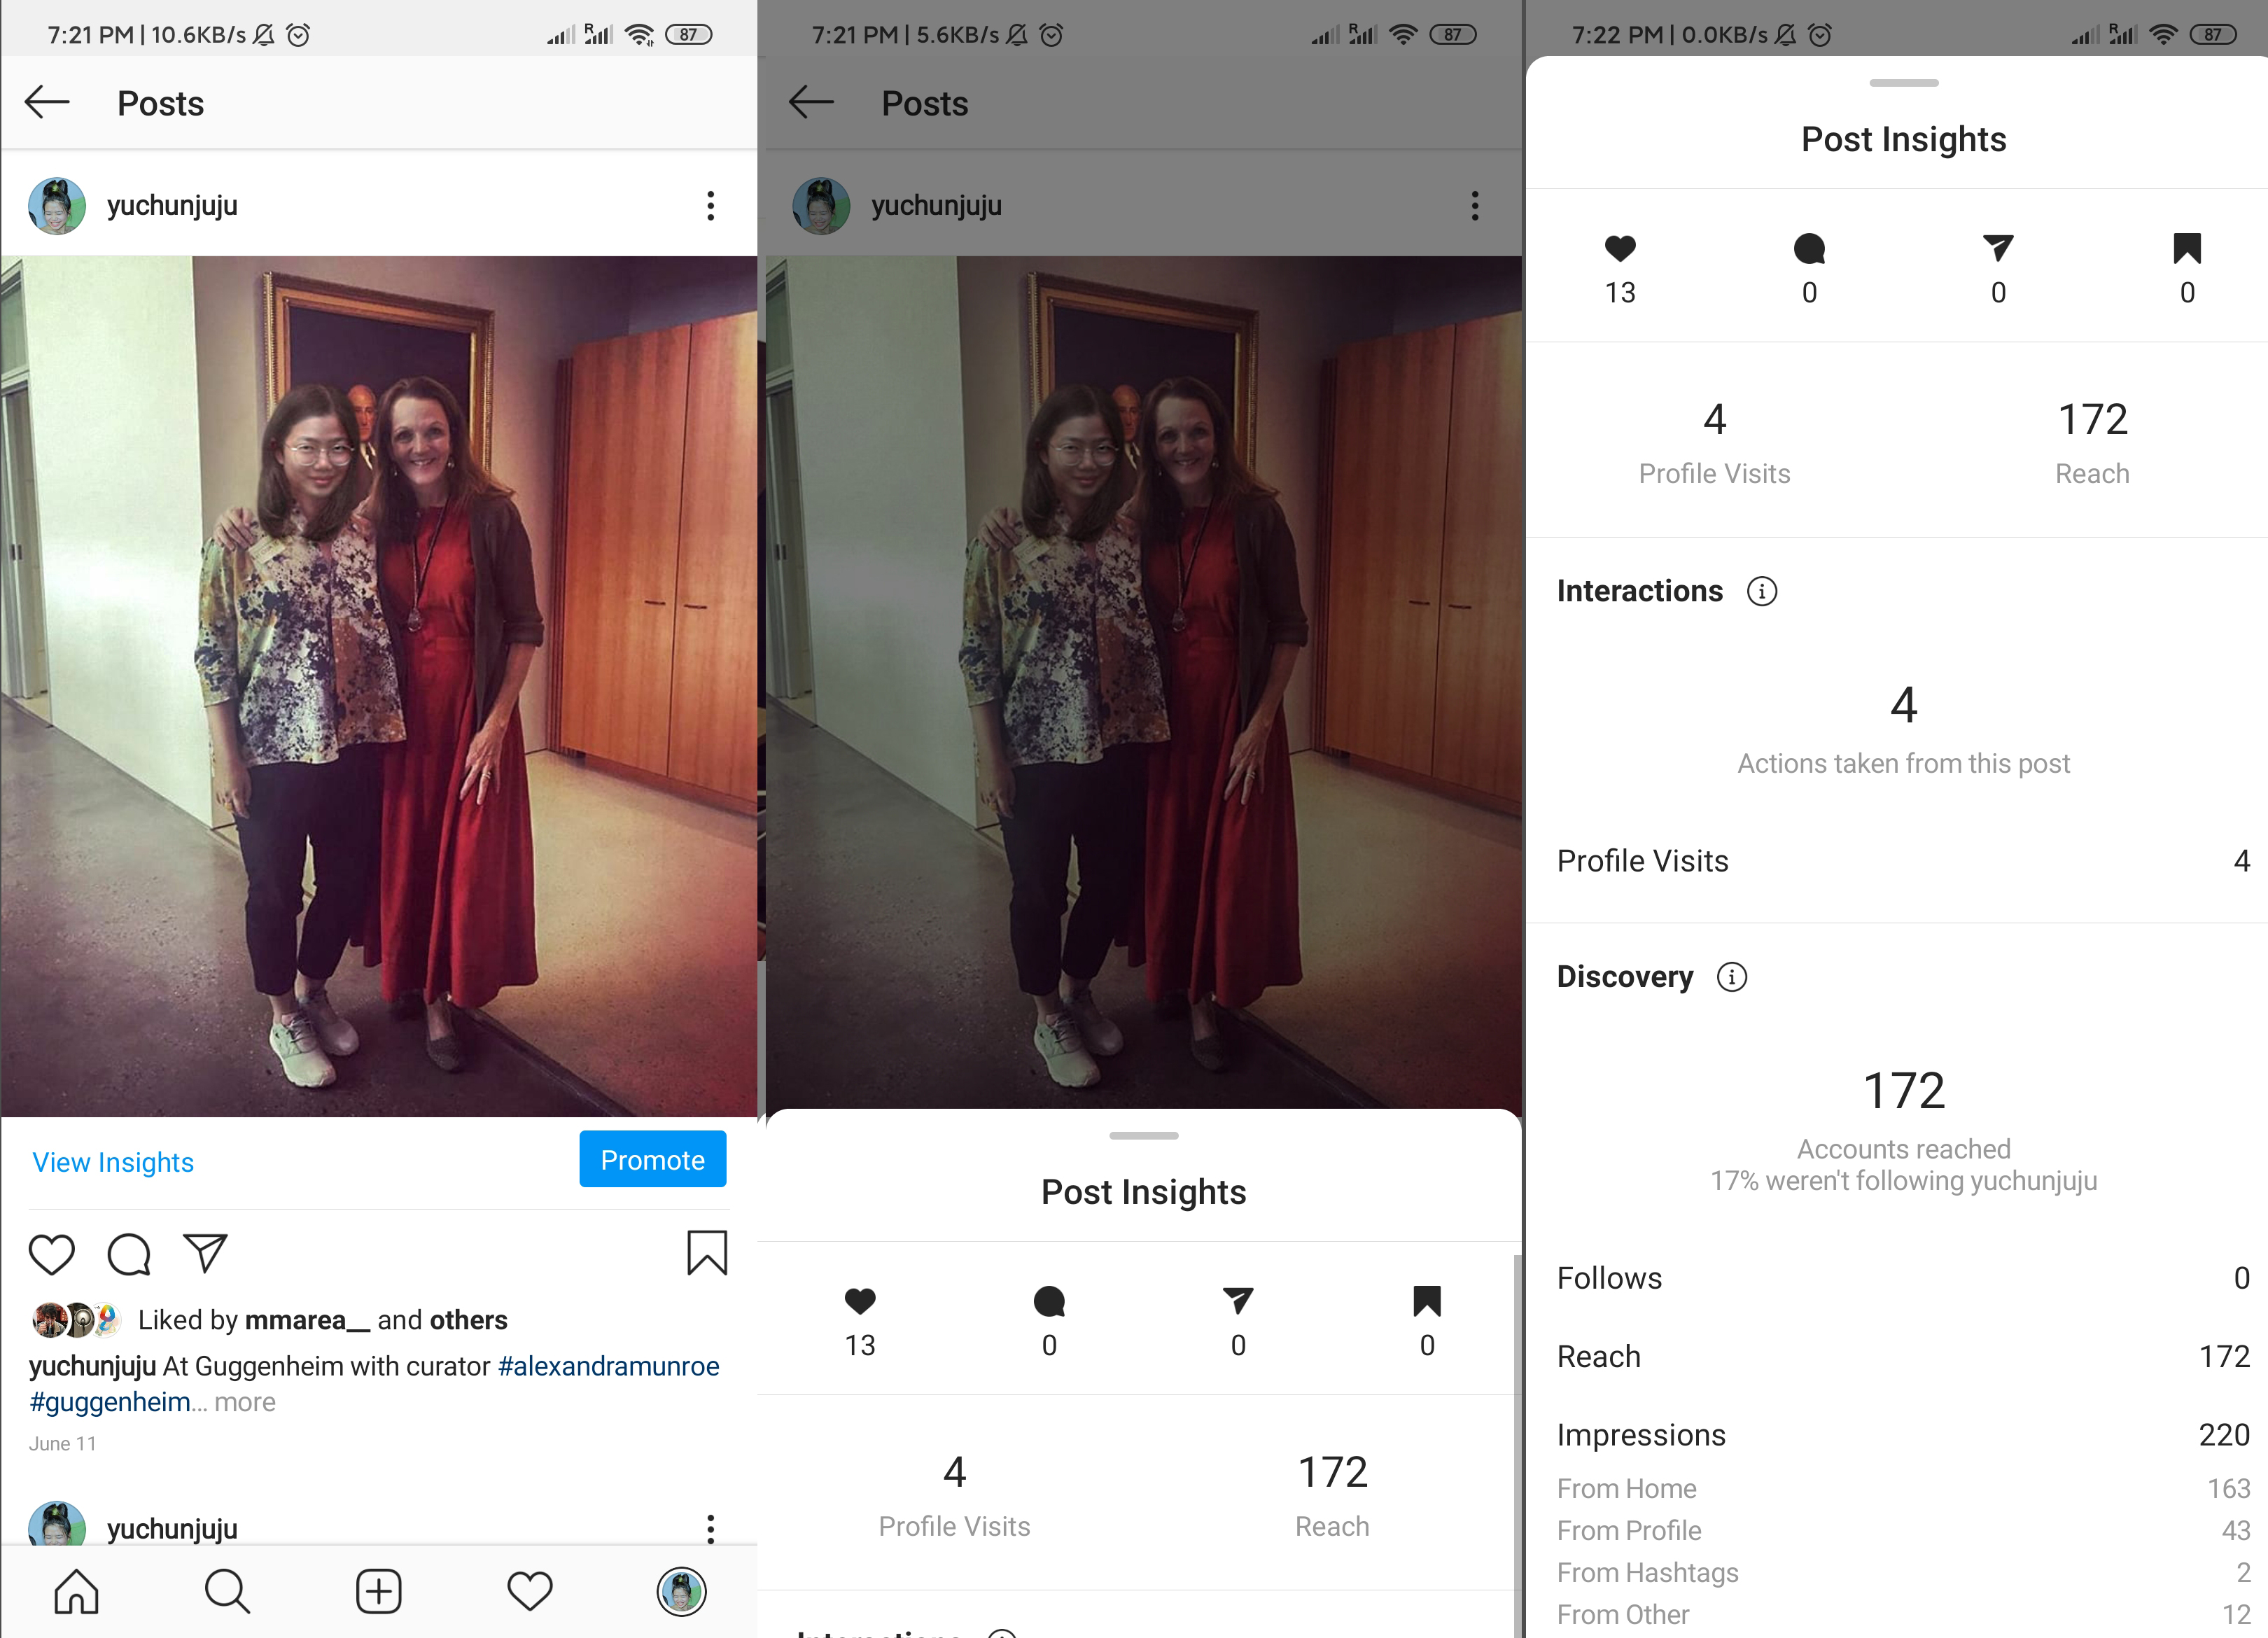 7:21 PM | 10.6KB/s
R
87
Posts
yuchunjuju
View Insights
Promote
Liked by mmarea__ and others
yuchunjuju At Guggenheim with curator #alexandramunroe
#guggenheim... more
June 11
yuchunjuju
7:21 PM | 5.6KB/s
R
87
Posts
yuchunjuju
Post Insights
13 0 0 0
4 172
Profile Visits Reach
7:22 PM | 0.0KB/s
R
87
Post Insights
13 0 0 0
4 172
Profile Visits Reach
Interactions
4
Actions taken from this post
Profile Visits 4
Discovery
172
Accounts reached
17% weren't following yuchunjuju
Follows 0
Reach 172
Impressions 220
From Home 163
From Profile 43
From Hashtags 2
From Other 12